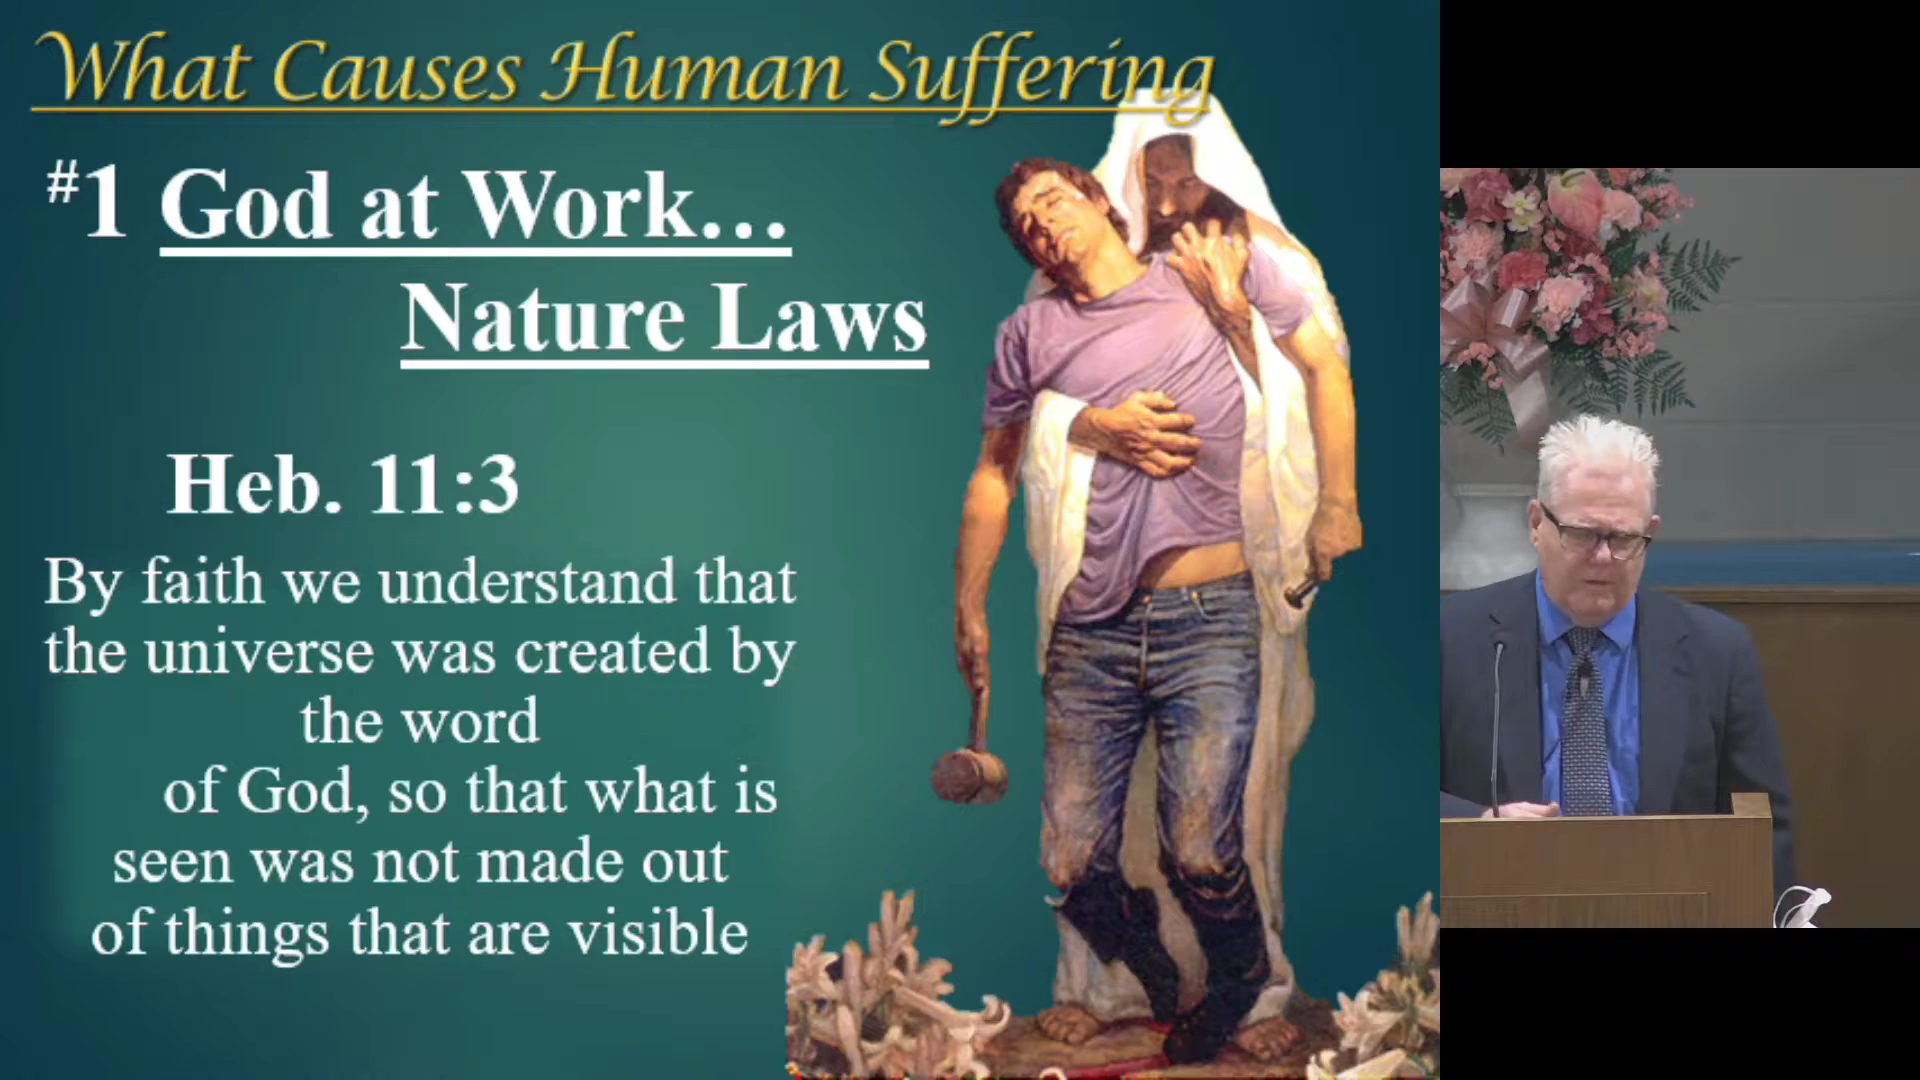 What Causes Human Suffering
#1 God at Work...
Nature Laws
Heb. 11:3
By faith we understand that
the universe was created by
the word
of God, so that what is
seen was not made out
of things that are visible